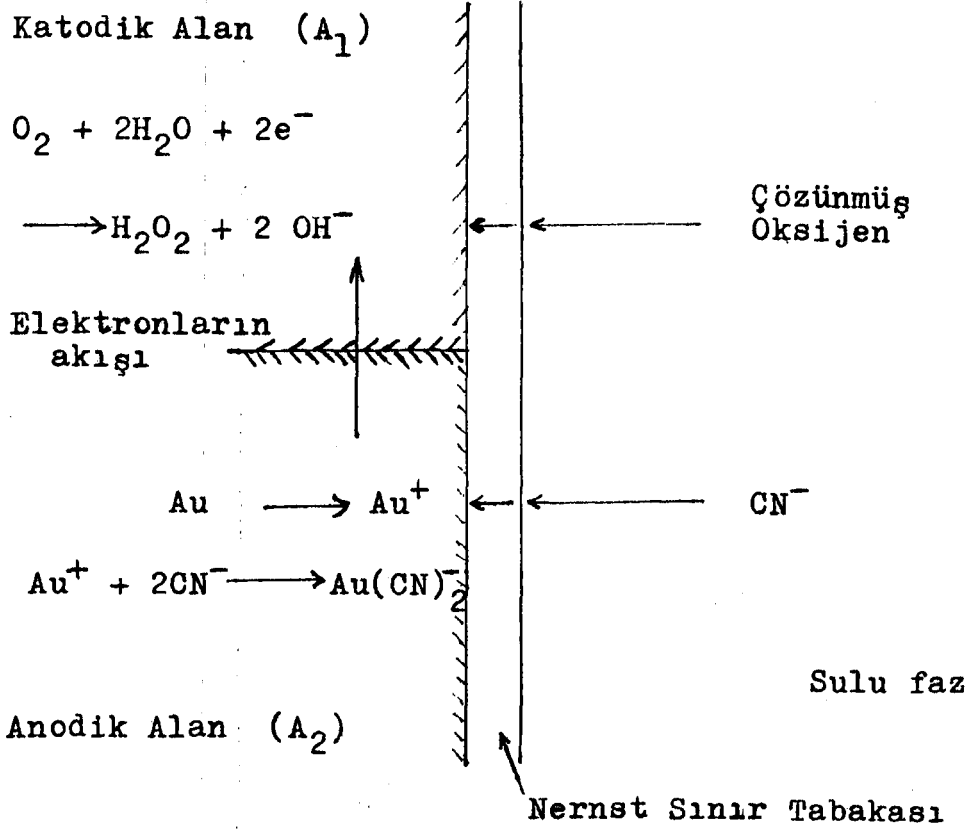 Katodik Alan (A₁)
O₂ + 2H₂O + 2e⁻
⟶H₂O₂ + 2 OH⁻
Çözünmüş
Oksijen
Elektronların
akışı
Au ⟶ Au⁺
CN⁻
Au⁺ + 2CN⁻⟶Au(CN)₂⁻
Sulu faz
Anodik Alan (A₂)
Nernst Sınır Tabakası